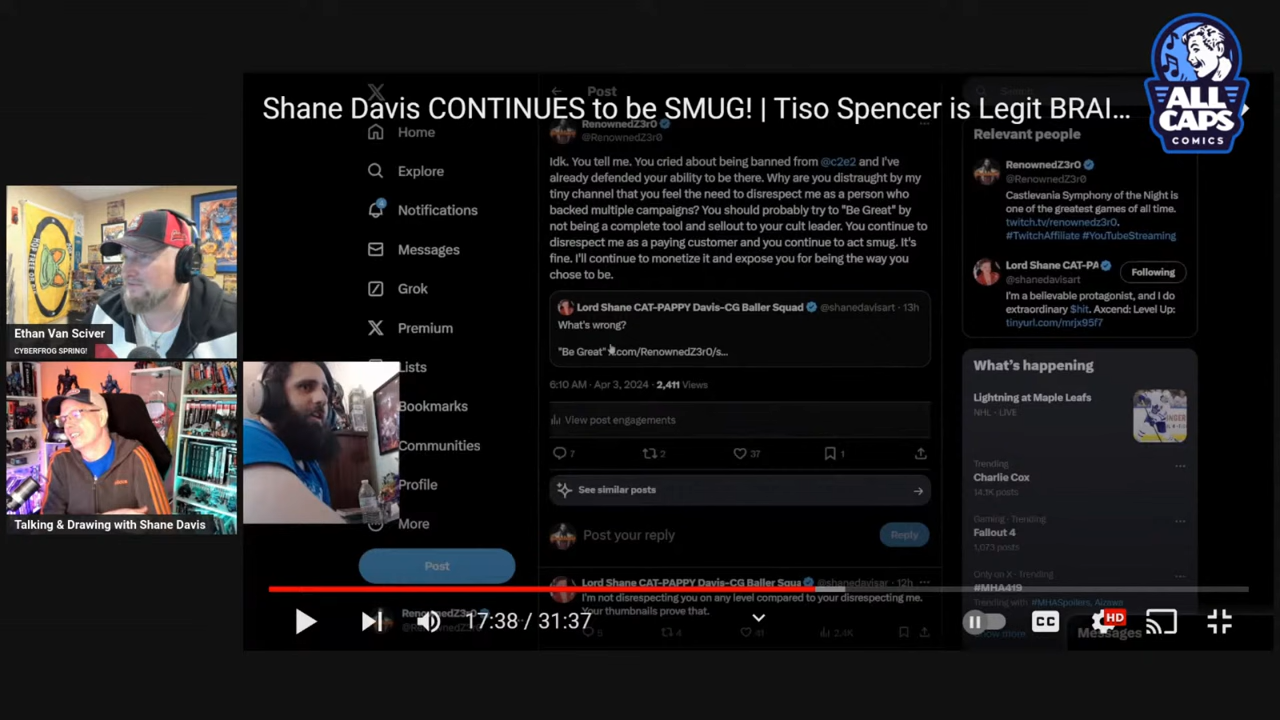 Shane Davis CONTINUES to be SMUG! | Tiso Spencer is Legit BRAI...
ALL
CAPS
COMICS
Home
Explore
Notifications
Messages
Grok
Premium
Lists
Bookmarks
Communities
Profile
More
Post
Post
RenownedZ3r0
@RenownedZ3r0
Idk. You tell me. You cried about being banned from @c2e2 and I've
already defended your ability to be there. Why are you distraught by my
tiny channel that you feel the need to disrespect me as a person who
backed multiple campaigns? You should probably try to "Be Great" by
not being a complete tool and sellout to your cult leader. You continue to
disrespect me as a paying customer and you continue to act smug. It's
fine. I'll continue to monetize it and expose you for being the way you
chose to be.
Lord Shane CAT-PAPPY Davis-CG Baller Squad @shanedavisart · 13h
What's wrong?
"Be Great" .com/RenownedZ3r0/s...
6:10 AM · Apr 3, 2024 · 2,411 Views
View post engagements
7 2 37 1
See similar posts
Post your reply
Reply
Lord Shane CAT-PAPPY Davis-CG Baller Squa @shanedavisar · 12h
I'm not disrespecting you on any level compared to your disrespecting me.
Your thumbnails prove that.
Relevant people
RenownedZ3r0
@RenownedZ3r0
Castlevania Symphony of the Night is
one of the greatest games of all time.
twitch.tv/renownedz3r0.
#TwitchAffiliate #YouTubeStreaming
Lord Shane CAT-PA
@shanedavisart
Following
I'm a believable protagonist, and I do
extraordinary $hit. Axcend: Level Up:
tinyurl.com/mrjx95f7
What's happening
Lightning at Maple Leafs
NHL · LIVE
Trending
Charlie Cox
14.1K posts
Gaming · Trending
Fallout 4
1,073 posts
Only on X · Trending
#MHA419
Trending with #MHASpoilers
Messages
Ethan Van Sciver
CYBERFROG SPRING!
Talking & Drawing with Shane Davis
17:38 / 31:37
CC
HD